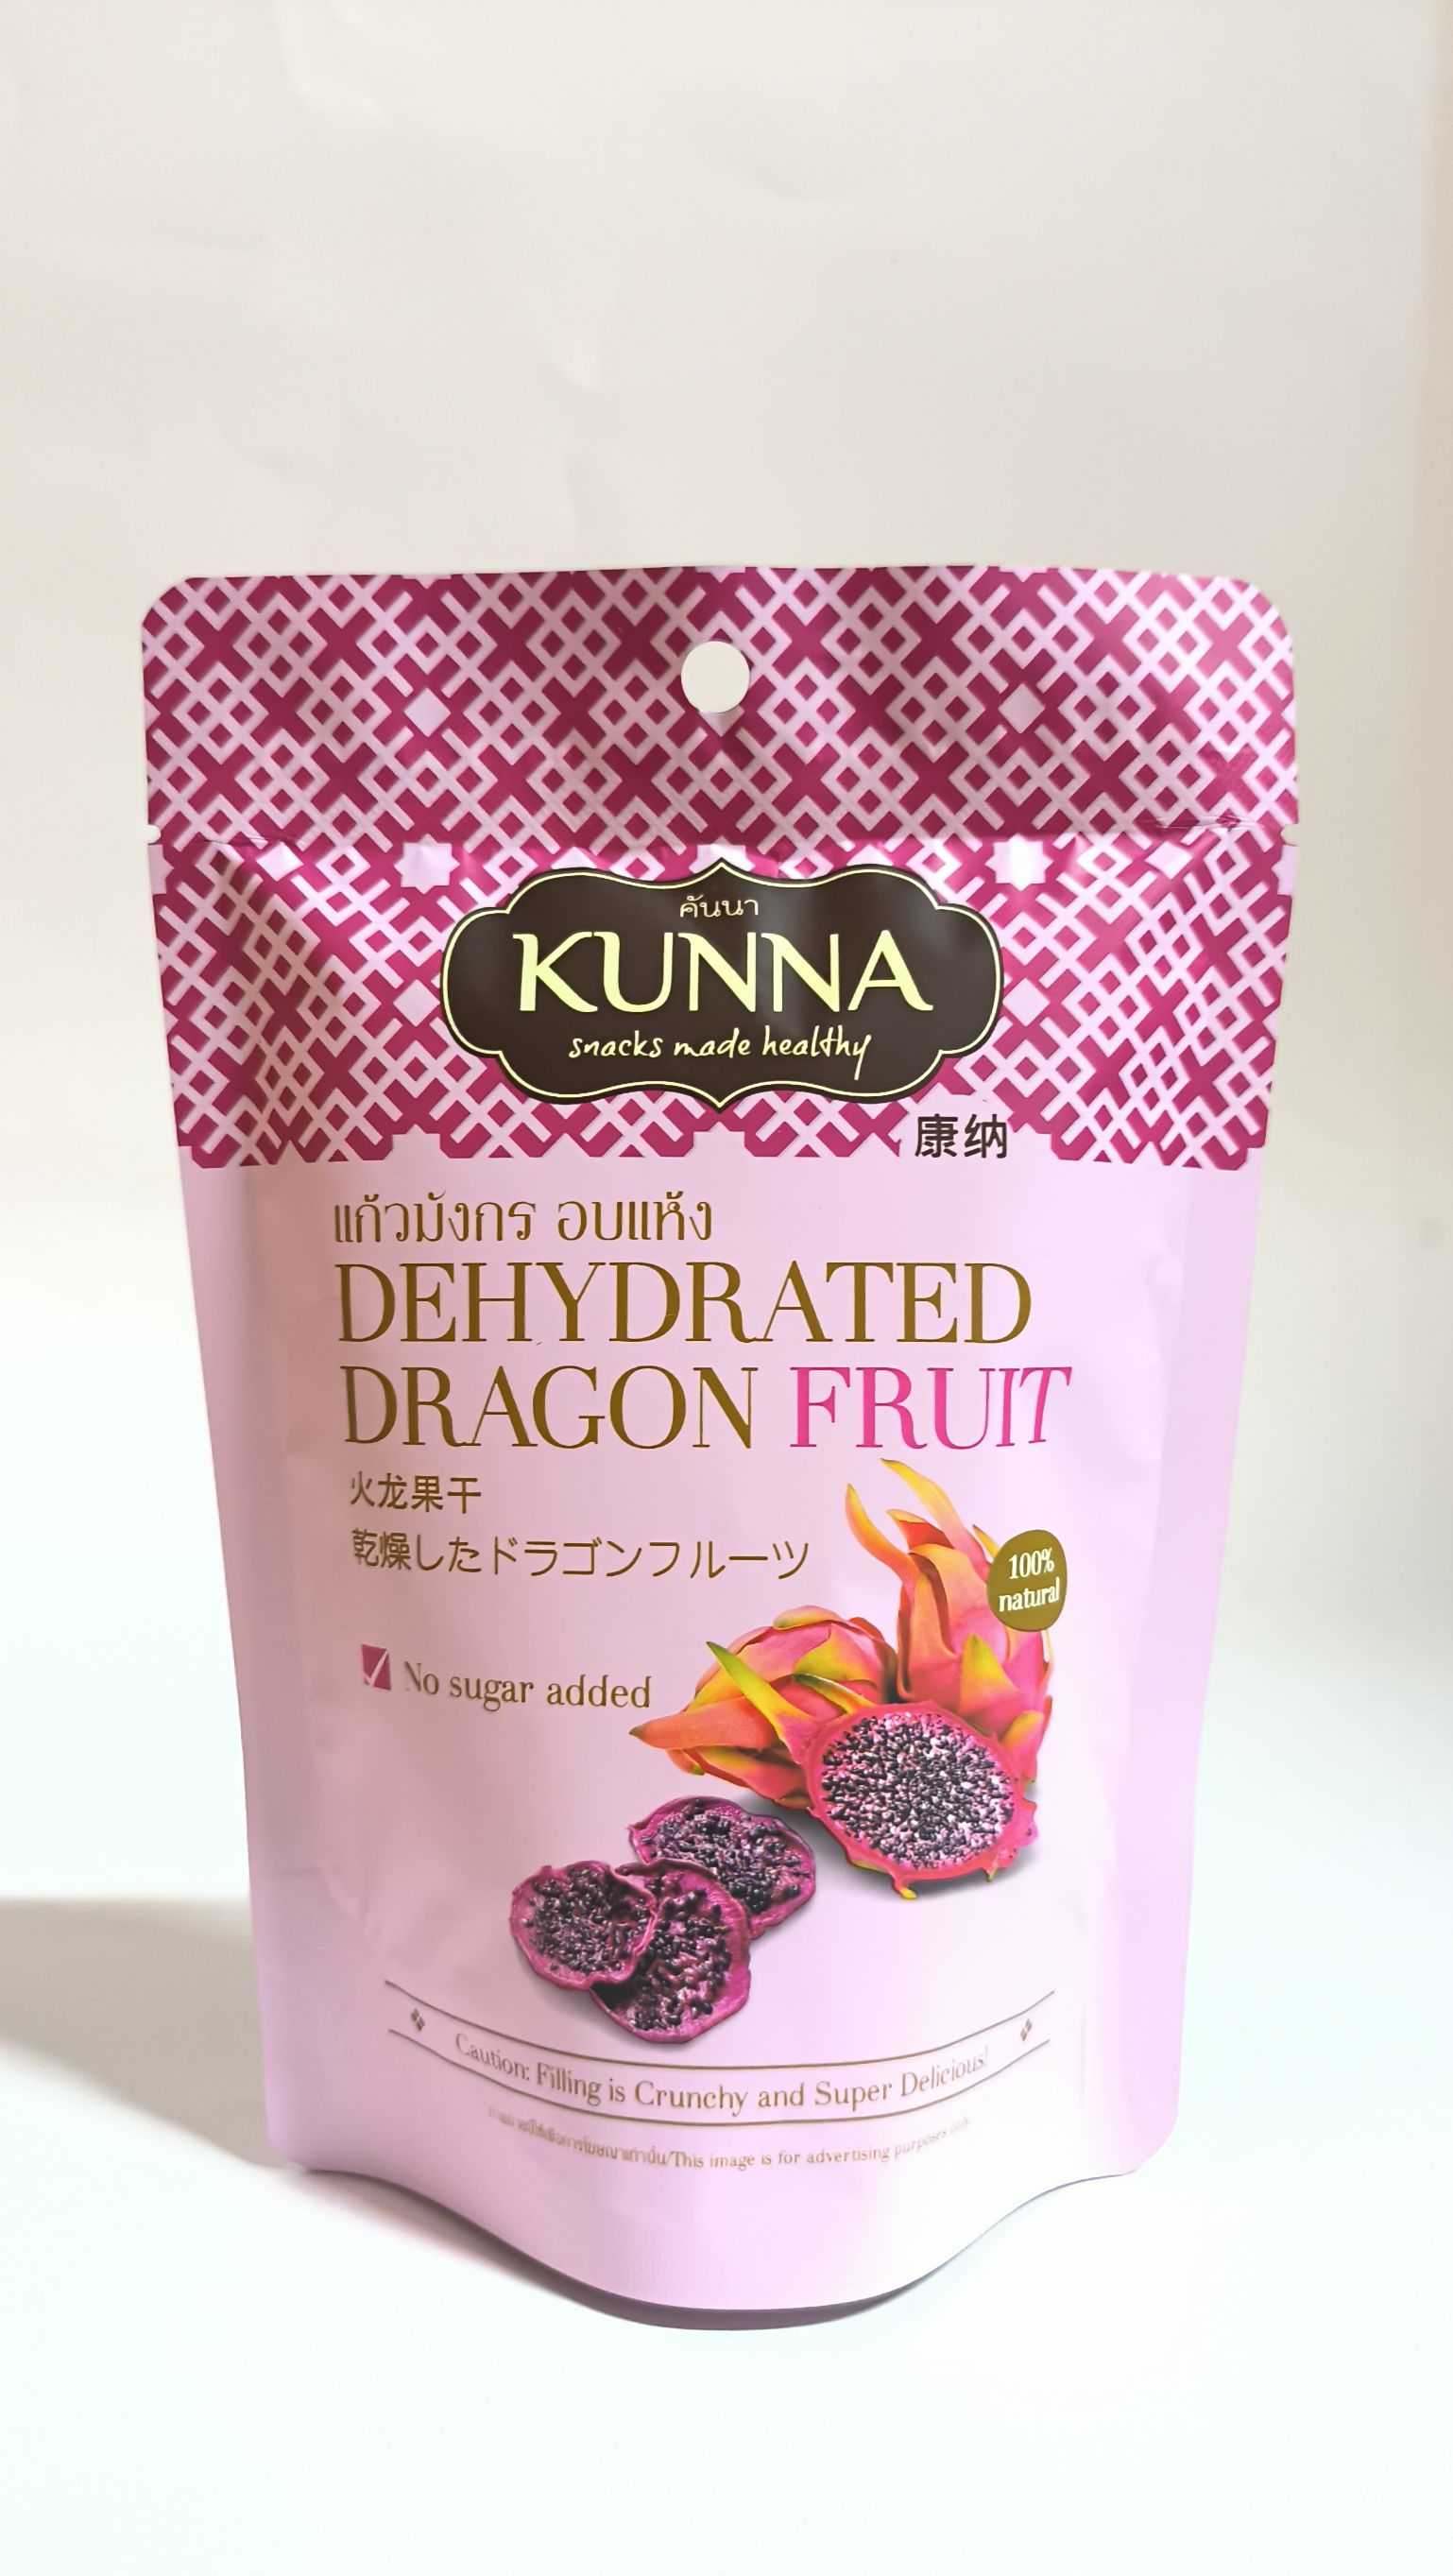 คันนา
KUNNA
snacks made healthy
康纳
แก้วมังกร อบแห้ง
DEHYDRATED
DRAGON FRUIT
火龙果干
乾燥したドラゴンフルーツ
100%
natural
No sugar added
Caution: Filling is Crunchy and Super Delicious!
This image is for advertising purposes only